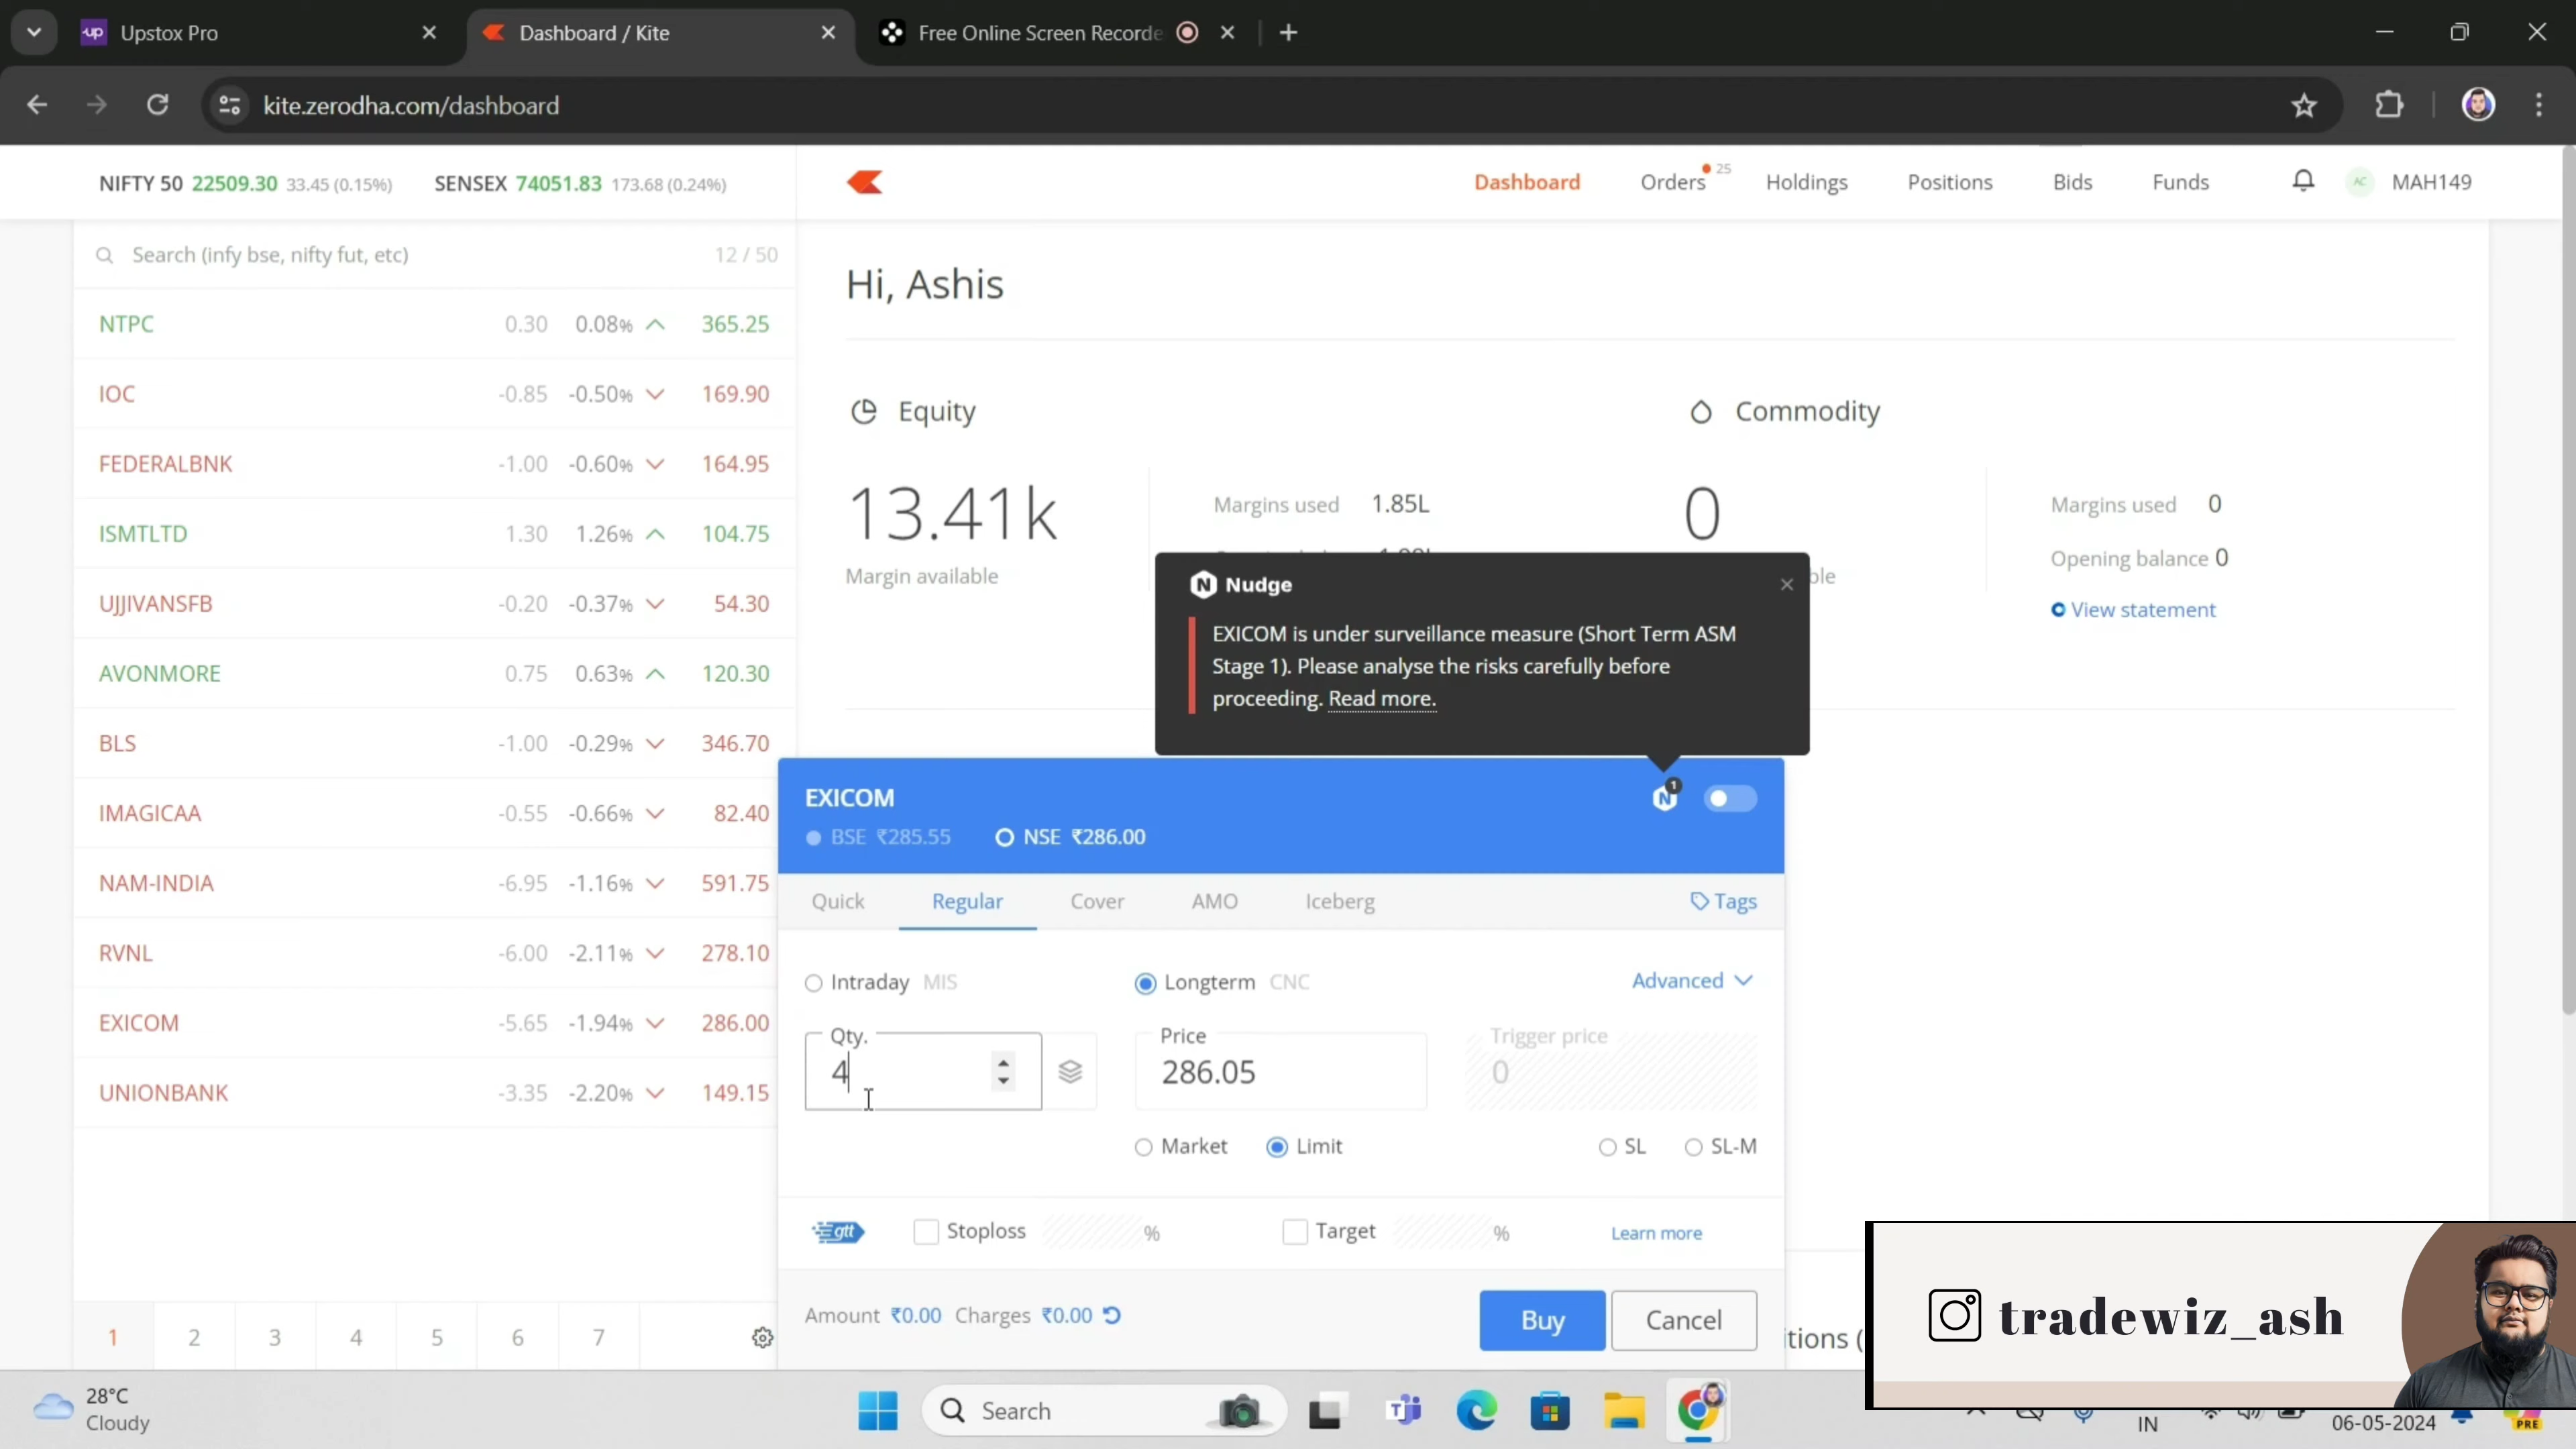 Upstox Pro
Dashboard / Kite
Free Online Screen Recorde
kite.zerodha.com/dashboard
NIFTY 50 22509.30 33.45 (0.15%) SENSEX 74051.83 173.68 (0.24%)
Dashboard Orders 25 Holdings Positions Bids Funds AC MAH149
Search (infy bse, nifty fut, etc) 12 / 50
NTPC 0.30 0.08% 365.25
IOC -0.85 -0.50% 169.90
FEDERALBNK -1.00 -0.60% 164.95
ISMTLTD 1.30 1.26% 104.75
UJJIVANSFB -0.20 -0.37% 54.30
AVONMORE 0.75 0.63% 120.30
BLS -1.00 -0.29% 346.70
IMAGICAA -0.55 -0.66% 82.40
NAM-INDIA -6.95 -1.16% 591.75
RVNL -6.00 -2.11% 278.10
EXICOM -5.65 -1.94% 286.00
UNIONBANK -3.35 -2.20% 149.15
1 2 3 4 5 6 7
Hi, Ashis
Equity
13.41k
Margin available
Margins used 1.85L
Commodity
0
ble
Margins used 0
Opening balance 0
View statement
Nudge
EXICOM is under surveillance measure (Short Term ASM
Stage 1). Please analyse the risks carefully before
proceeding. Read more.
EXICOM
N 1
BSE ₹285.55 NSE ₹286.00
Quick Regular Cover AMO Iceberg Tags
Intraday MIS Longterm CNC Advanced
Qty. Price Trigger price
4 286.05 0
Market Limit SL SL-M
gtt Stoploss % Target % Learn more
Amount ₹0.00 Charges ₹0.00 Buy Cancel
itions (
tradewiz_ash
28°C
Cloudy
Search
IN
06-05-2024
PRE